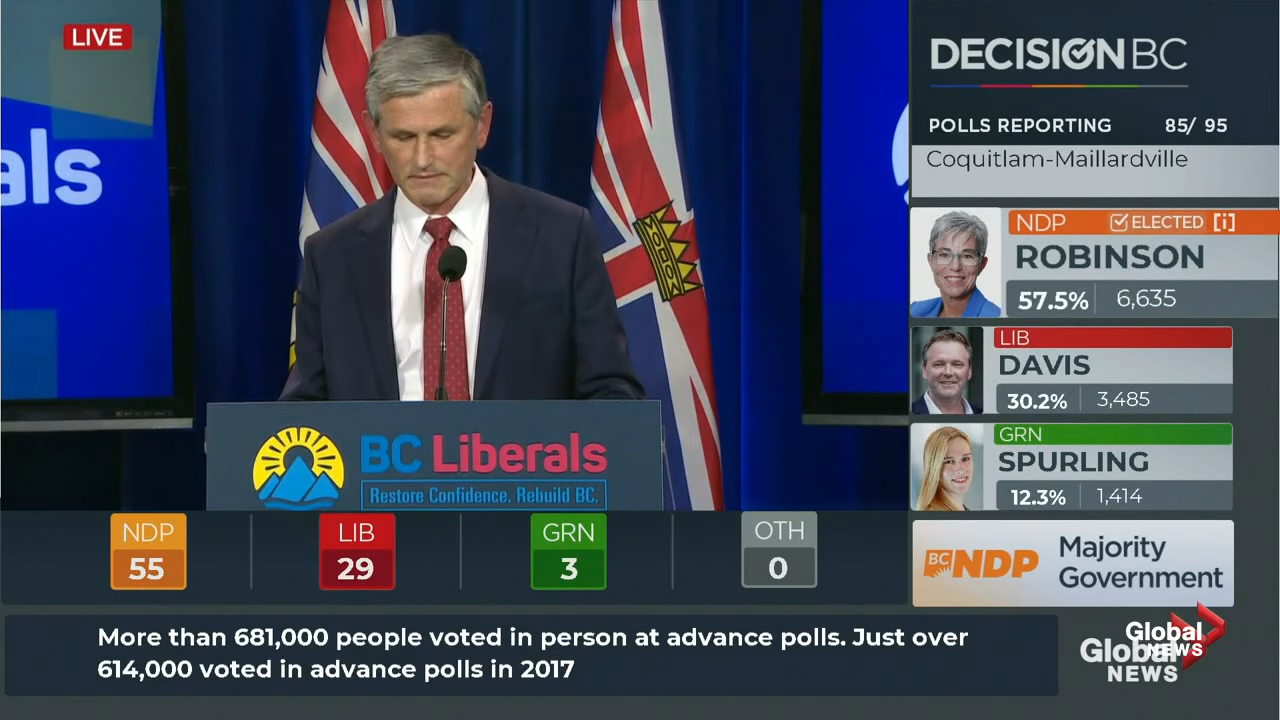 LIVE
als
BC Liberals
Restore Confidence. Rebuild BC.
DECISION BC
POLLS REPORTING 85/ 95
Coquitlam-Maillardville
NDP ELECTED [i]
ROBINSON
57.5% 6,635
LIB
DAVIS
30.2% 3,485
GRN
SPURLING
12.3% 1,414
BC NDP Majority
Government
NDP LIB GRN OTH
55 29 3 0
More than 681,000 people voted in person at advance polls. Just over
614,000 voted in advance polls in 2017
Global
NEWS
Global
NEWS